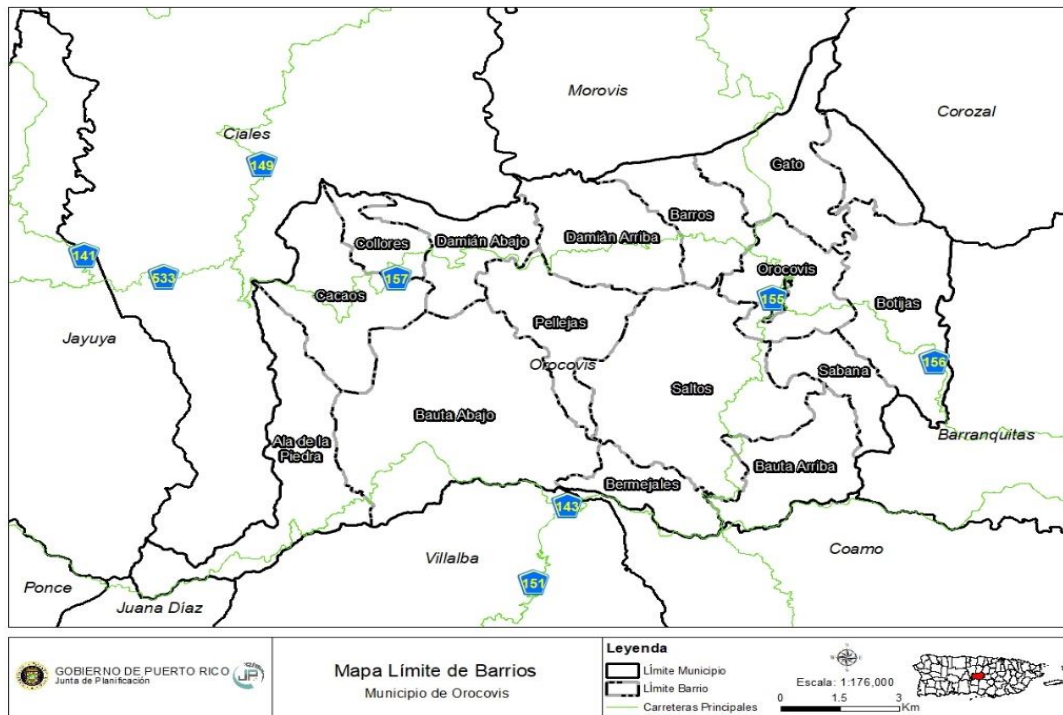 Morovis
Corozal
Ciales
149
Gato
Barros
Collores
Damián Abajo
Damián Arriba
141
533
157
Orocovis
155
Cacaos
Botijas
Pellejas
Jayuya
Orocovis
156
Sabana
Saltos
Bauta Abajo
Ala de la
Piedra
Barranquitas
Bauta Arriba
Bermejales
143
Villalba
Coamo
151
Ponce
Juana Díaz
GOBIERNO DE PUERTO RICO
Junta de Planificación
JP
Mapa Límite de Barrios
Municipio de Orocovis
Leyenda
Límite Municipio
Límite Barrio
Carreteras Principales
Escala: 1:176,000
0 1.5 3
Km